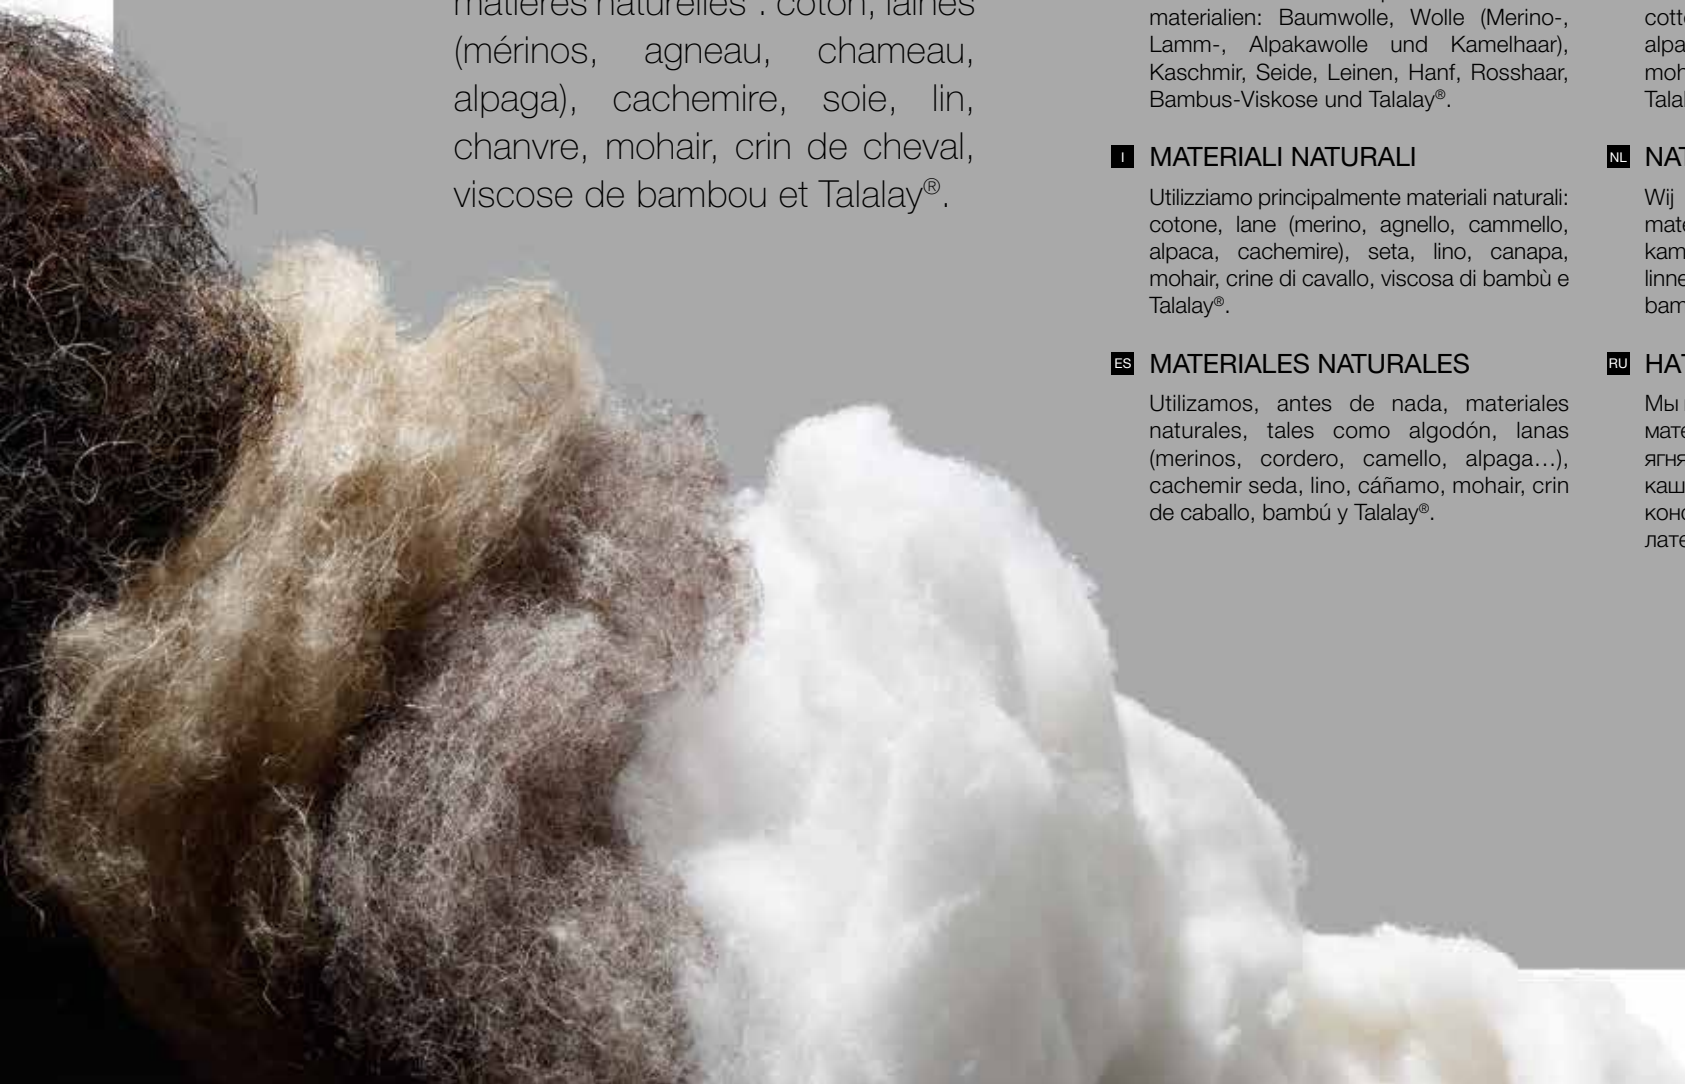 matières naturelles : coton, laines
(mérinos, agneau, chameau,
alpaga), cachemire, soie, lin,
chanvre, mohair, crin de cheval,
viscose de bambou et Talalay®.
materialien: Baumwolle, Wolle (Merino-,
Lamm-, Alpakawolle und Kamelhaar),
Kaschmir, Seide, Leinen, Hanf, Rosshaar,
Bambus-Viskose und Talalay®.
I MATERIALI NATURALI
Utilizziamo principalmente materiali naturali:
cotone, lane (merino, agnello, cammello,
alpaca, cachemire), seta, lino, canapa,
mohair, crine di cavallo, viscosa di bambù e
Talalay®.
ES MATERIALES NATURALES
Utilizamos, antes de nada, materiales
naturales, tales como algodón, lanas
(merinos, cordero, camello, alpaga…),
cachemir seda, lino, cáñamo, mohair, crin
de caballo, bambú y Talalay®.
NL
Wij
RU
Мы